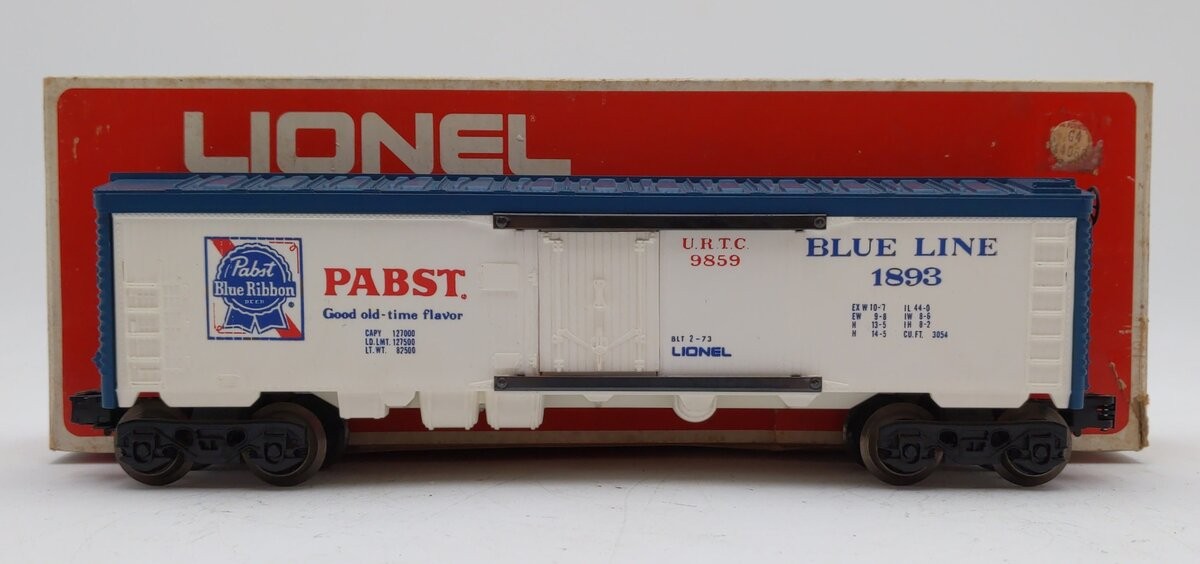 LIONEL
Pabst
Blue Ribbon
BEER
PABST.
Good old-time flavor
CAPY 127000
LD. LMT. 127500
LT. WT. 82500
U.R.T.C.
9859
BLT 2-73
LIONEL
BLUE LINE
1893
EX W 10-7 IL 44-0
EW 9-8 IW 8-6
H 13-5 IH 8-2
H 14-5 CU. FT. 3054